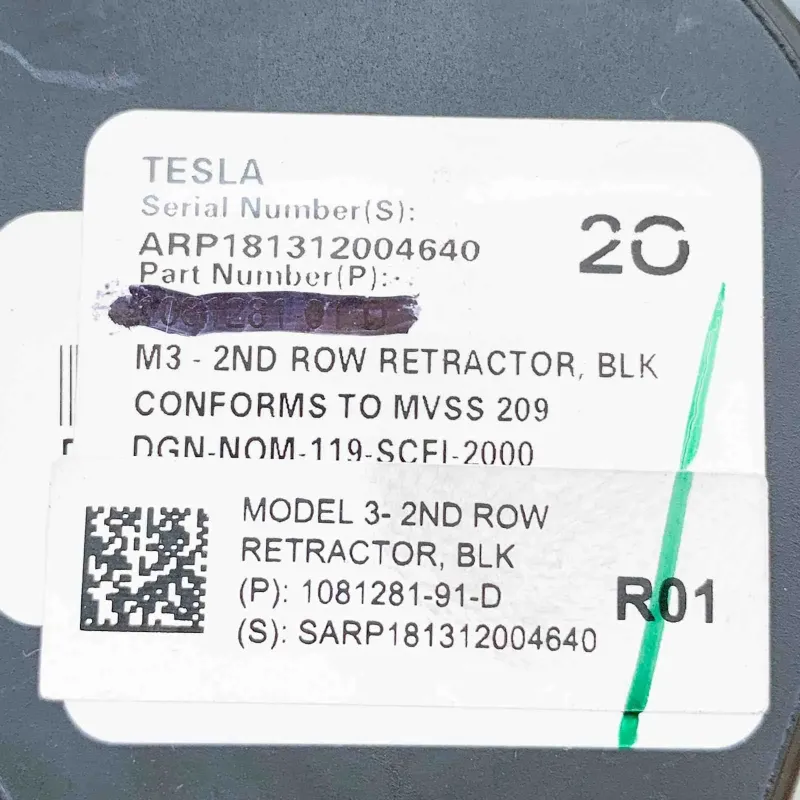 TESLA
Serial Number(S):
ARP181312004640
20
Part Number(P):
M3 - 2ND ROW RETRACTOR, BLK
CONFORMS TO MVSS 209
DGN-NOM-119-SCFI-2000
MODEL 3- 2ND ROW
RETRACTOR, BLK
(P): 1081281-91-D
(S): SARP181312004640
R01